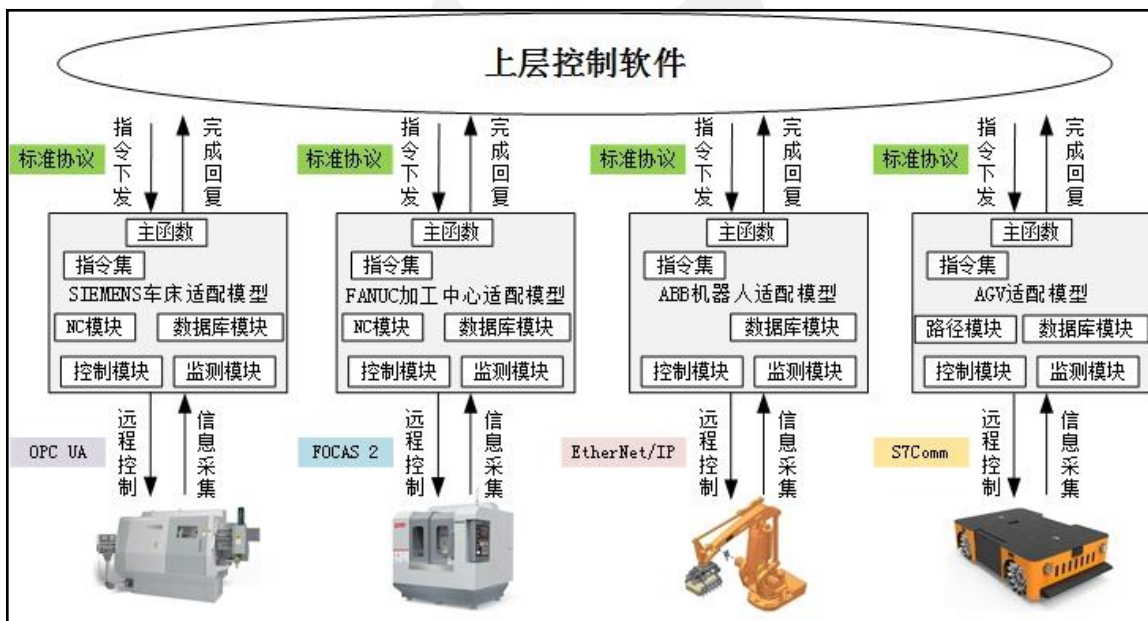 上层控制软件
标准协议
指令下发
完成回复
标准协议
指令下发
完成回复
标准协议
指令下发
完成回复
标准协议
指令下发
完成回复
主函数
指令集
SIEMENS车床适配模型
NC模块
数据库模块
控制模块
监测模块
主函数
指令集
FANUC加工中心适配模型
NC模块
数据库模块
控制模块
监测模块
主函数
指令集
ABB机器人适配模型
数据库模块
控制模块
监测模块
主函数
指令集
AGV适配模型
路径模块
数据库模块
控制模块
监测模块
OPC UA
远程控制
信息采集
FOCAS 2
远程控制
信息采集
EtherNet/IP
远程控制
信息采集
S7Comm
远程控制
信息采集